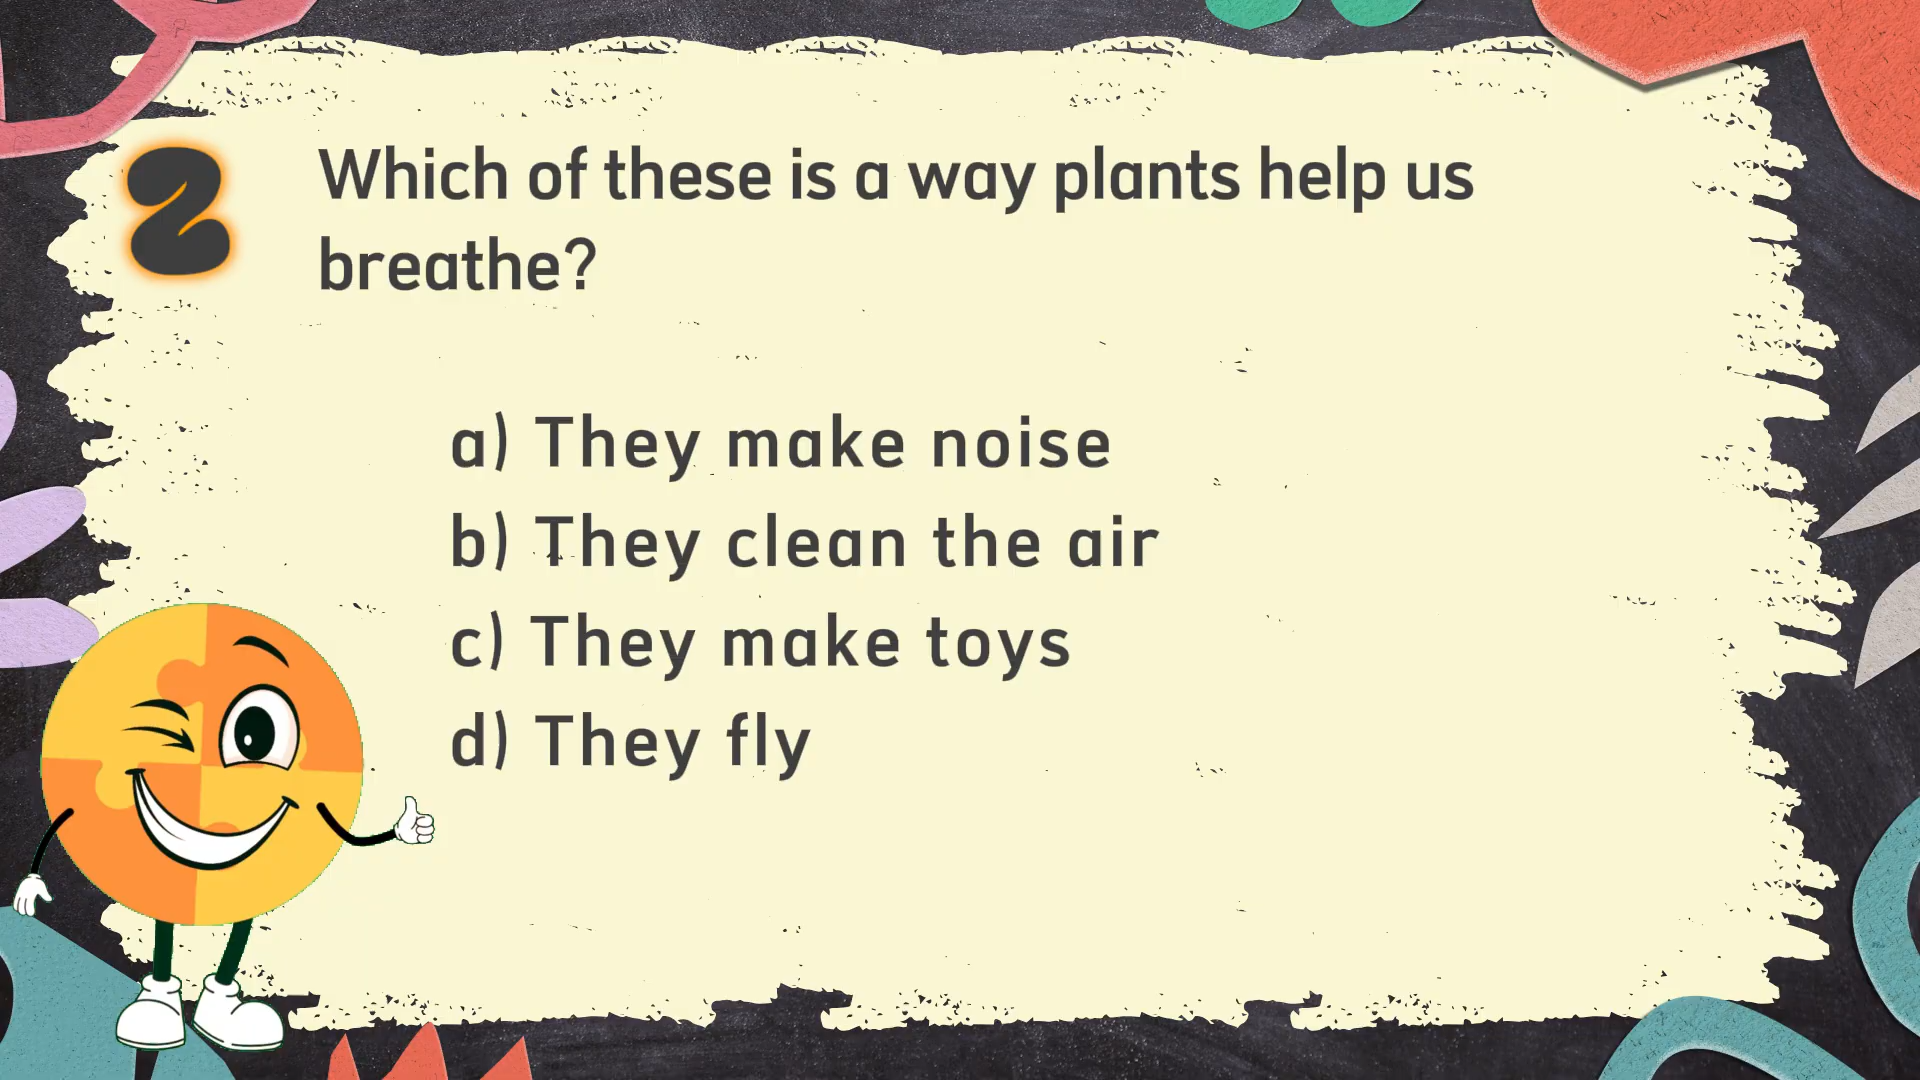 2
Which of these is a way plants help us
breathe?
a) They make noise
b) They clean the air
c) They make toys
d) They fly